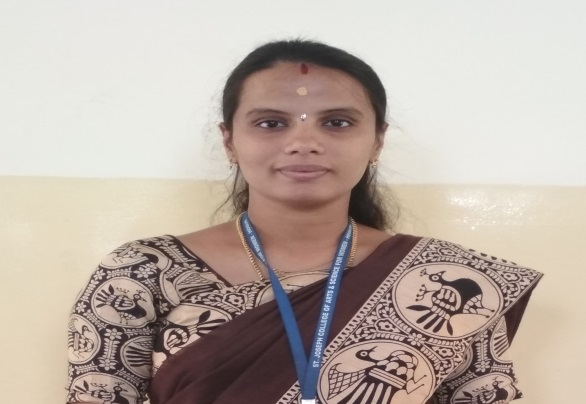 ST. JOSEPH COLLEGE OF ARTS & SCIENCE FOR WOMEN